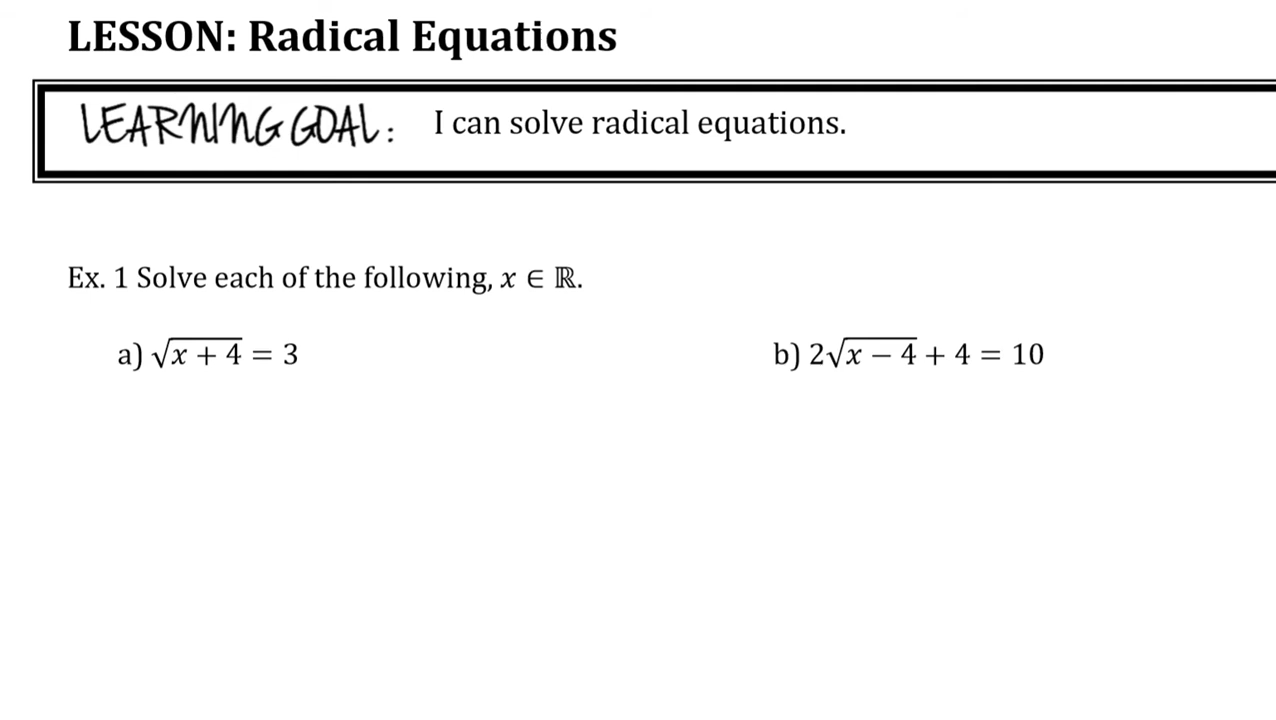 LESSON: Radical Equations
LEARNING GOAL: I can solve radical equations.
Ex. 1 Solve each of the following, x ∈ ℝ.
a) √(x + 4) = 3
b) 2√(x − 4) + 4 = 10